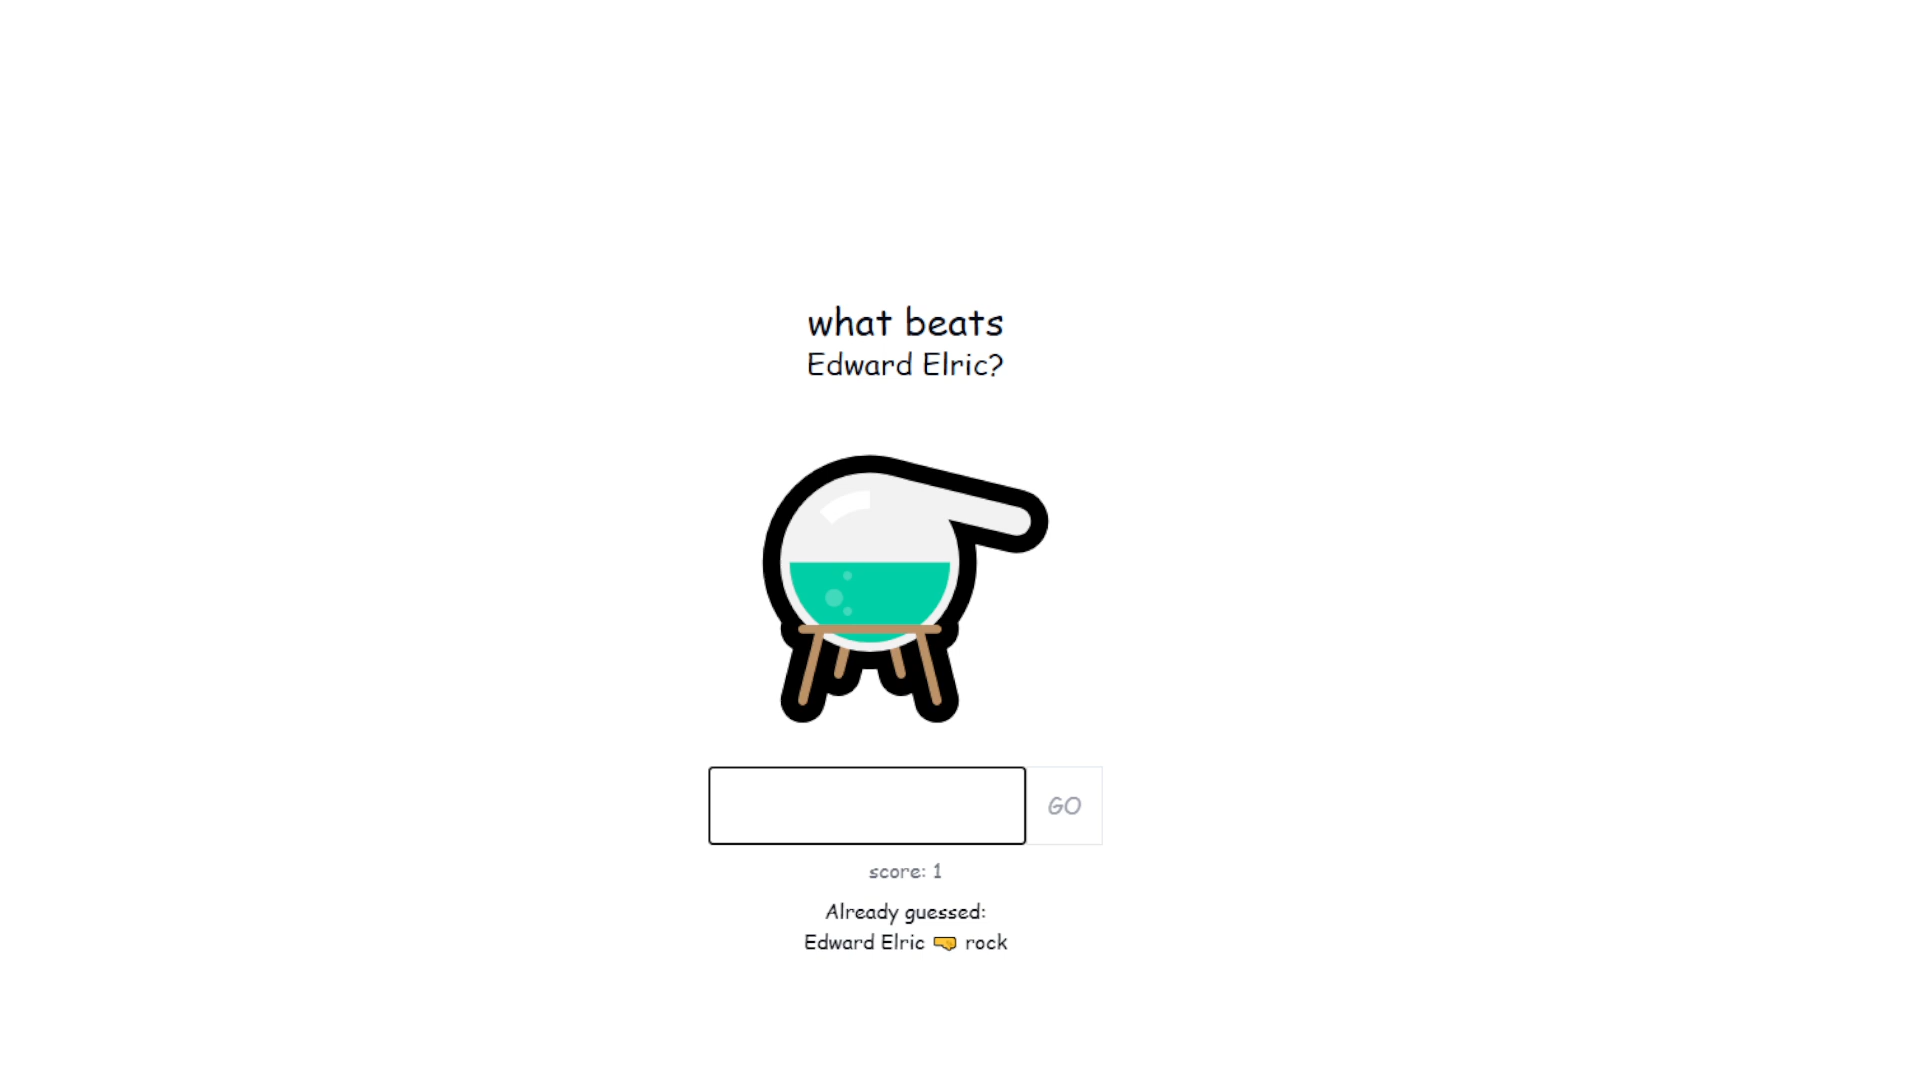 what beats
Edward Elric?
GO
score: 1
Already guessed:
Edward Elric 🤜 rock